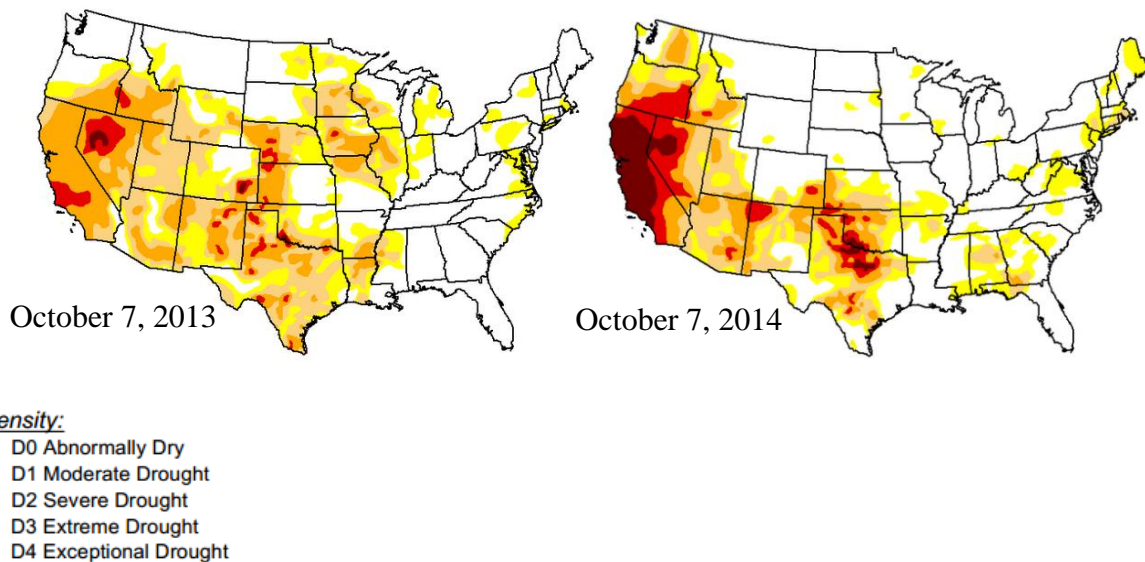 October 7, 2013
October 7, 2014
ensity:
D0 Abnormally Dry
D1 Moderate Drought
D2 Severe Drought
D3 Extreme Drought
D4 Exceptional Drought